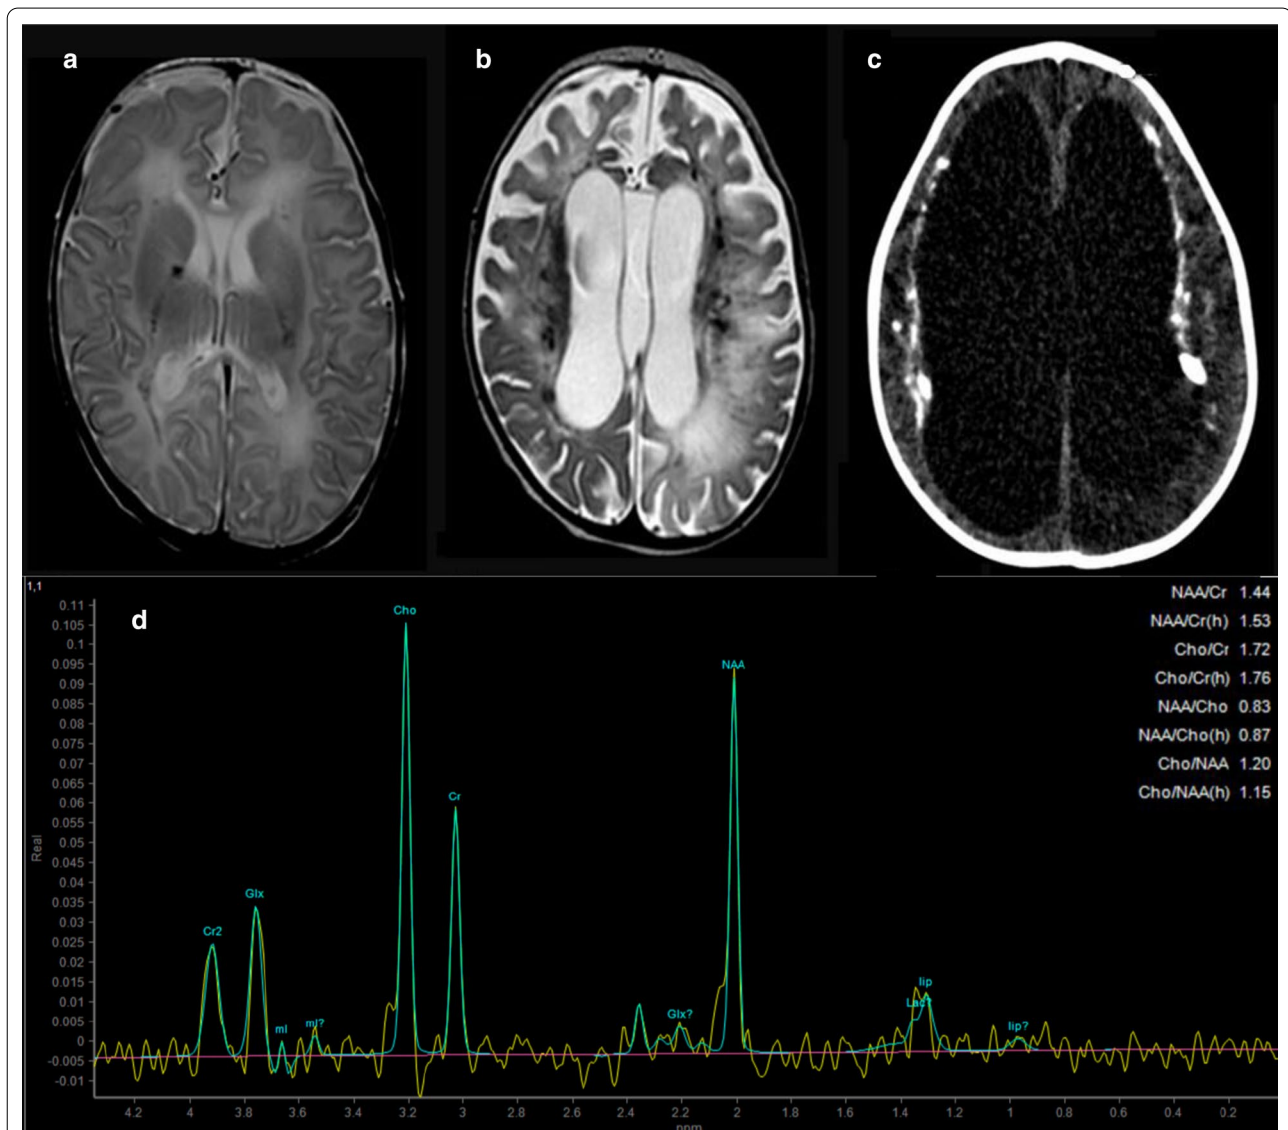 a
b
c
1,1
d
NAA/Cr 1.44
NAA/Cr(h) 1.53
Cho/Cr 1.72
Cho/Cr(h) 1.76
NAA/Cho 0.83
NAA/Cho(h) 0.87
Cho/NAA 1.20
Cho/NAA(h) 1.15
0.11
0.105
0.1
0.095
0.09
0.085
0.08
0.075
0.07
0.065
0.06
0.055
0.05
0.045
0.04
0.035
0.03
0.025
0.02
0.015
0.01
0.005
0
-0.005
-0.01
Real
Cr2
Glx
mI
mI?
Cho
Cr
Glx?
NAA
Lac?
lip
lip?
4.2 4 3.8 3.6 3.4 3.2 3 2.8 2.6 2.4 2.2 2 1.8 1.6 1.4 1.2 1 0.8 0.6 0.4 0.2
ppm